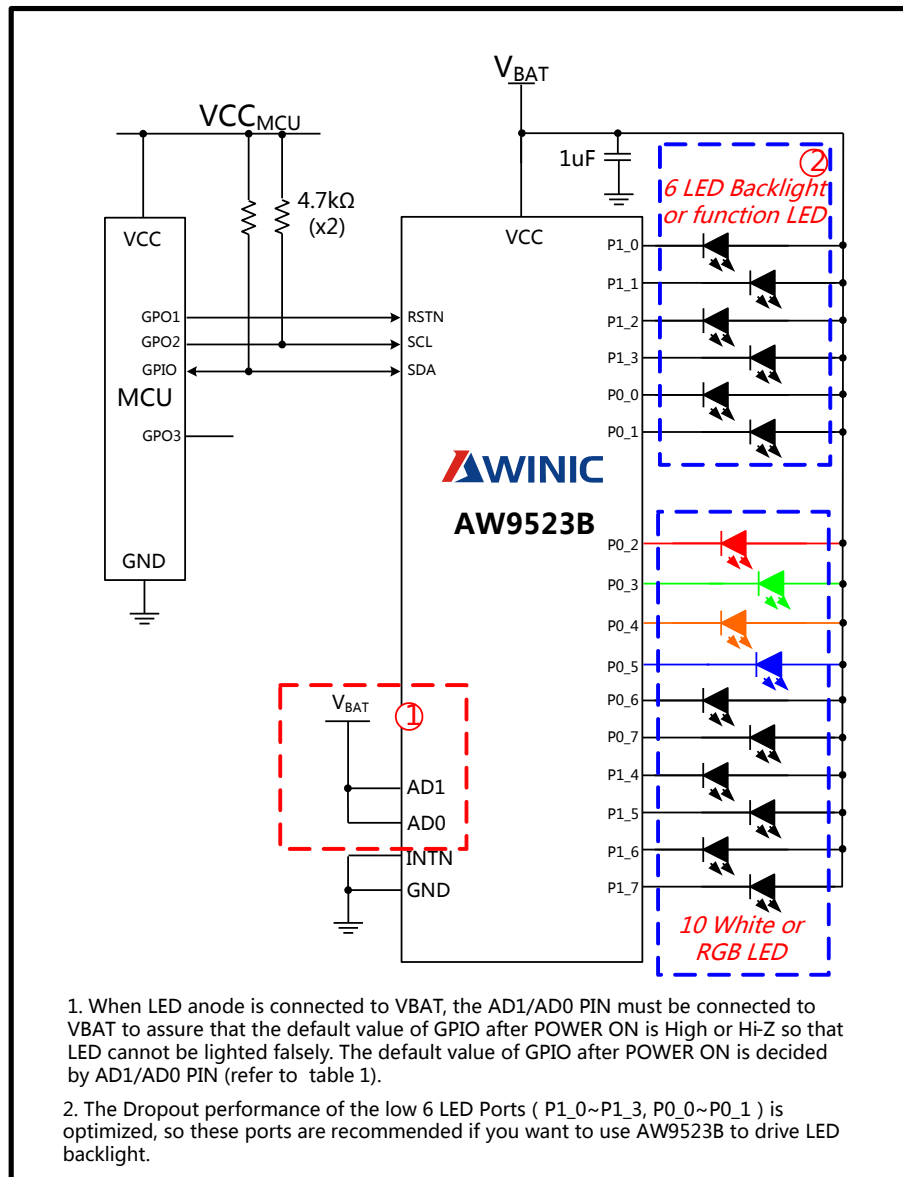 VBAT
VCCMCU
1uF
②
6 LED Backlight
or function LED
4.7kΩ
(x2)
VCC
VCC
P1_0
P1_1
GPO1
RSTN
P1_2
GPO2
SCL
P1_3
GPIO
SDA
MCU
P0_0
GPO3
P0_1
AWINIC
AW9523B
P0_2
GND
P0_3
P0_4
P0_5
VBAT
①
P0_6
P0_7
P1_4
AD1
P1_5
AD0
P1_6
INTN
P1_7
GND
10 White or
RGB LED
1. When LED anode is connected to VBAT, the AD1/AD0 PIN must be connected to
VBAT to assure that the default value of GPIO after POWER ON is High or Hi-Z so that
LED cannot be lighted falsely. The default value of GPIO after POWER ON is decided
by AD1/AD0 PIN (refer to table 1).
2. The Dropout performance of the low 6 LED Ports ( P1_0~P1_3, P0_0~P0_1 ) is
optimized, so these ports are recommended if you want to use AW9523B to drive LED
backlight.